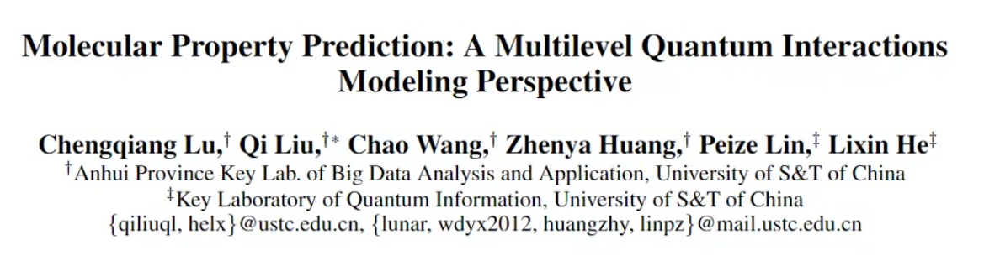 Molecular Property Prediction: A Multilevel Quantum Interactions
Modeling Perspective
Chengqiang Lu,† Qi Liu,†* Chao Wang,† Zhenya Huang,† Peize Lin,‡ Lixin He‡
†Anhui Province Key Lab. of Big Data Analysis and Application, University of S&T of China
‡Key Laboratory of Quantum Information, University of S&T of China
{qiliuql, helx}@ustc.edu.cn, {lunar, wdyx2012, huangzhy, linpz}@mail.ustc.edu.cn